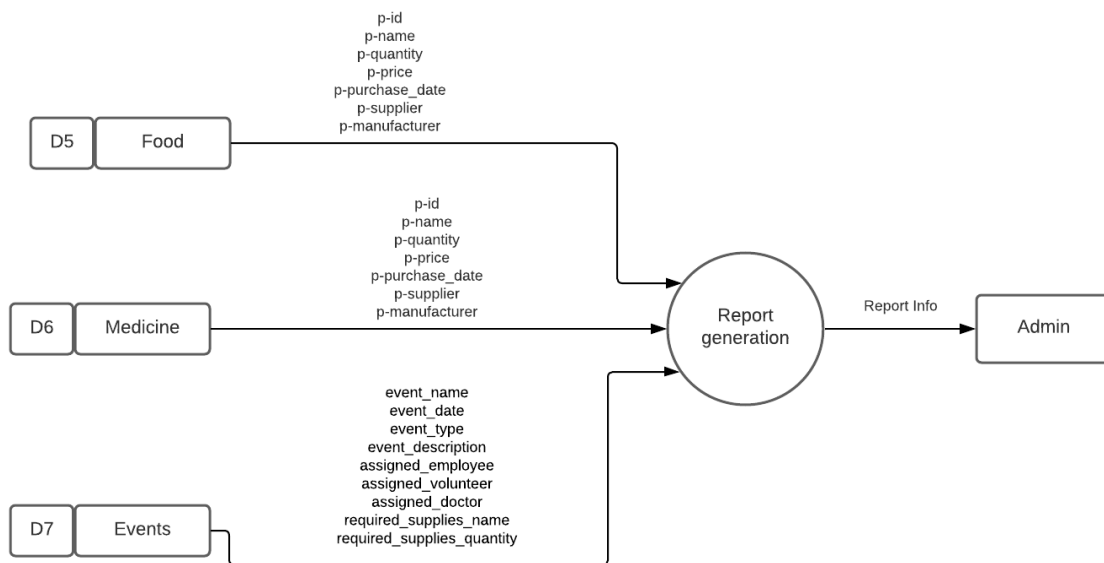 p-id
p-name
p-quantity
p-price
p-purchase_date
p-supplier
p-manufacturer
D5 Food
p-id
p-name
p-quantity
p-price
p-purchase_date
p-supplier
p-manufacturer
D6 Medicine
Report
generation
Report Info
Admin
event_name
event_date
event_type
event_description
assigned_employee
assigned_volunteer
assigned_doctor
required_supplies_name
required_supplies_quantity
D7 Events